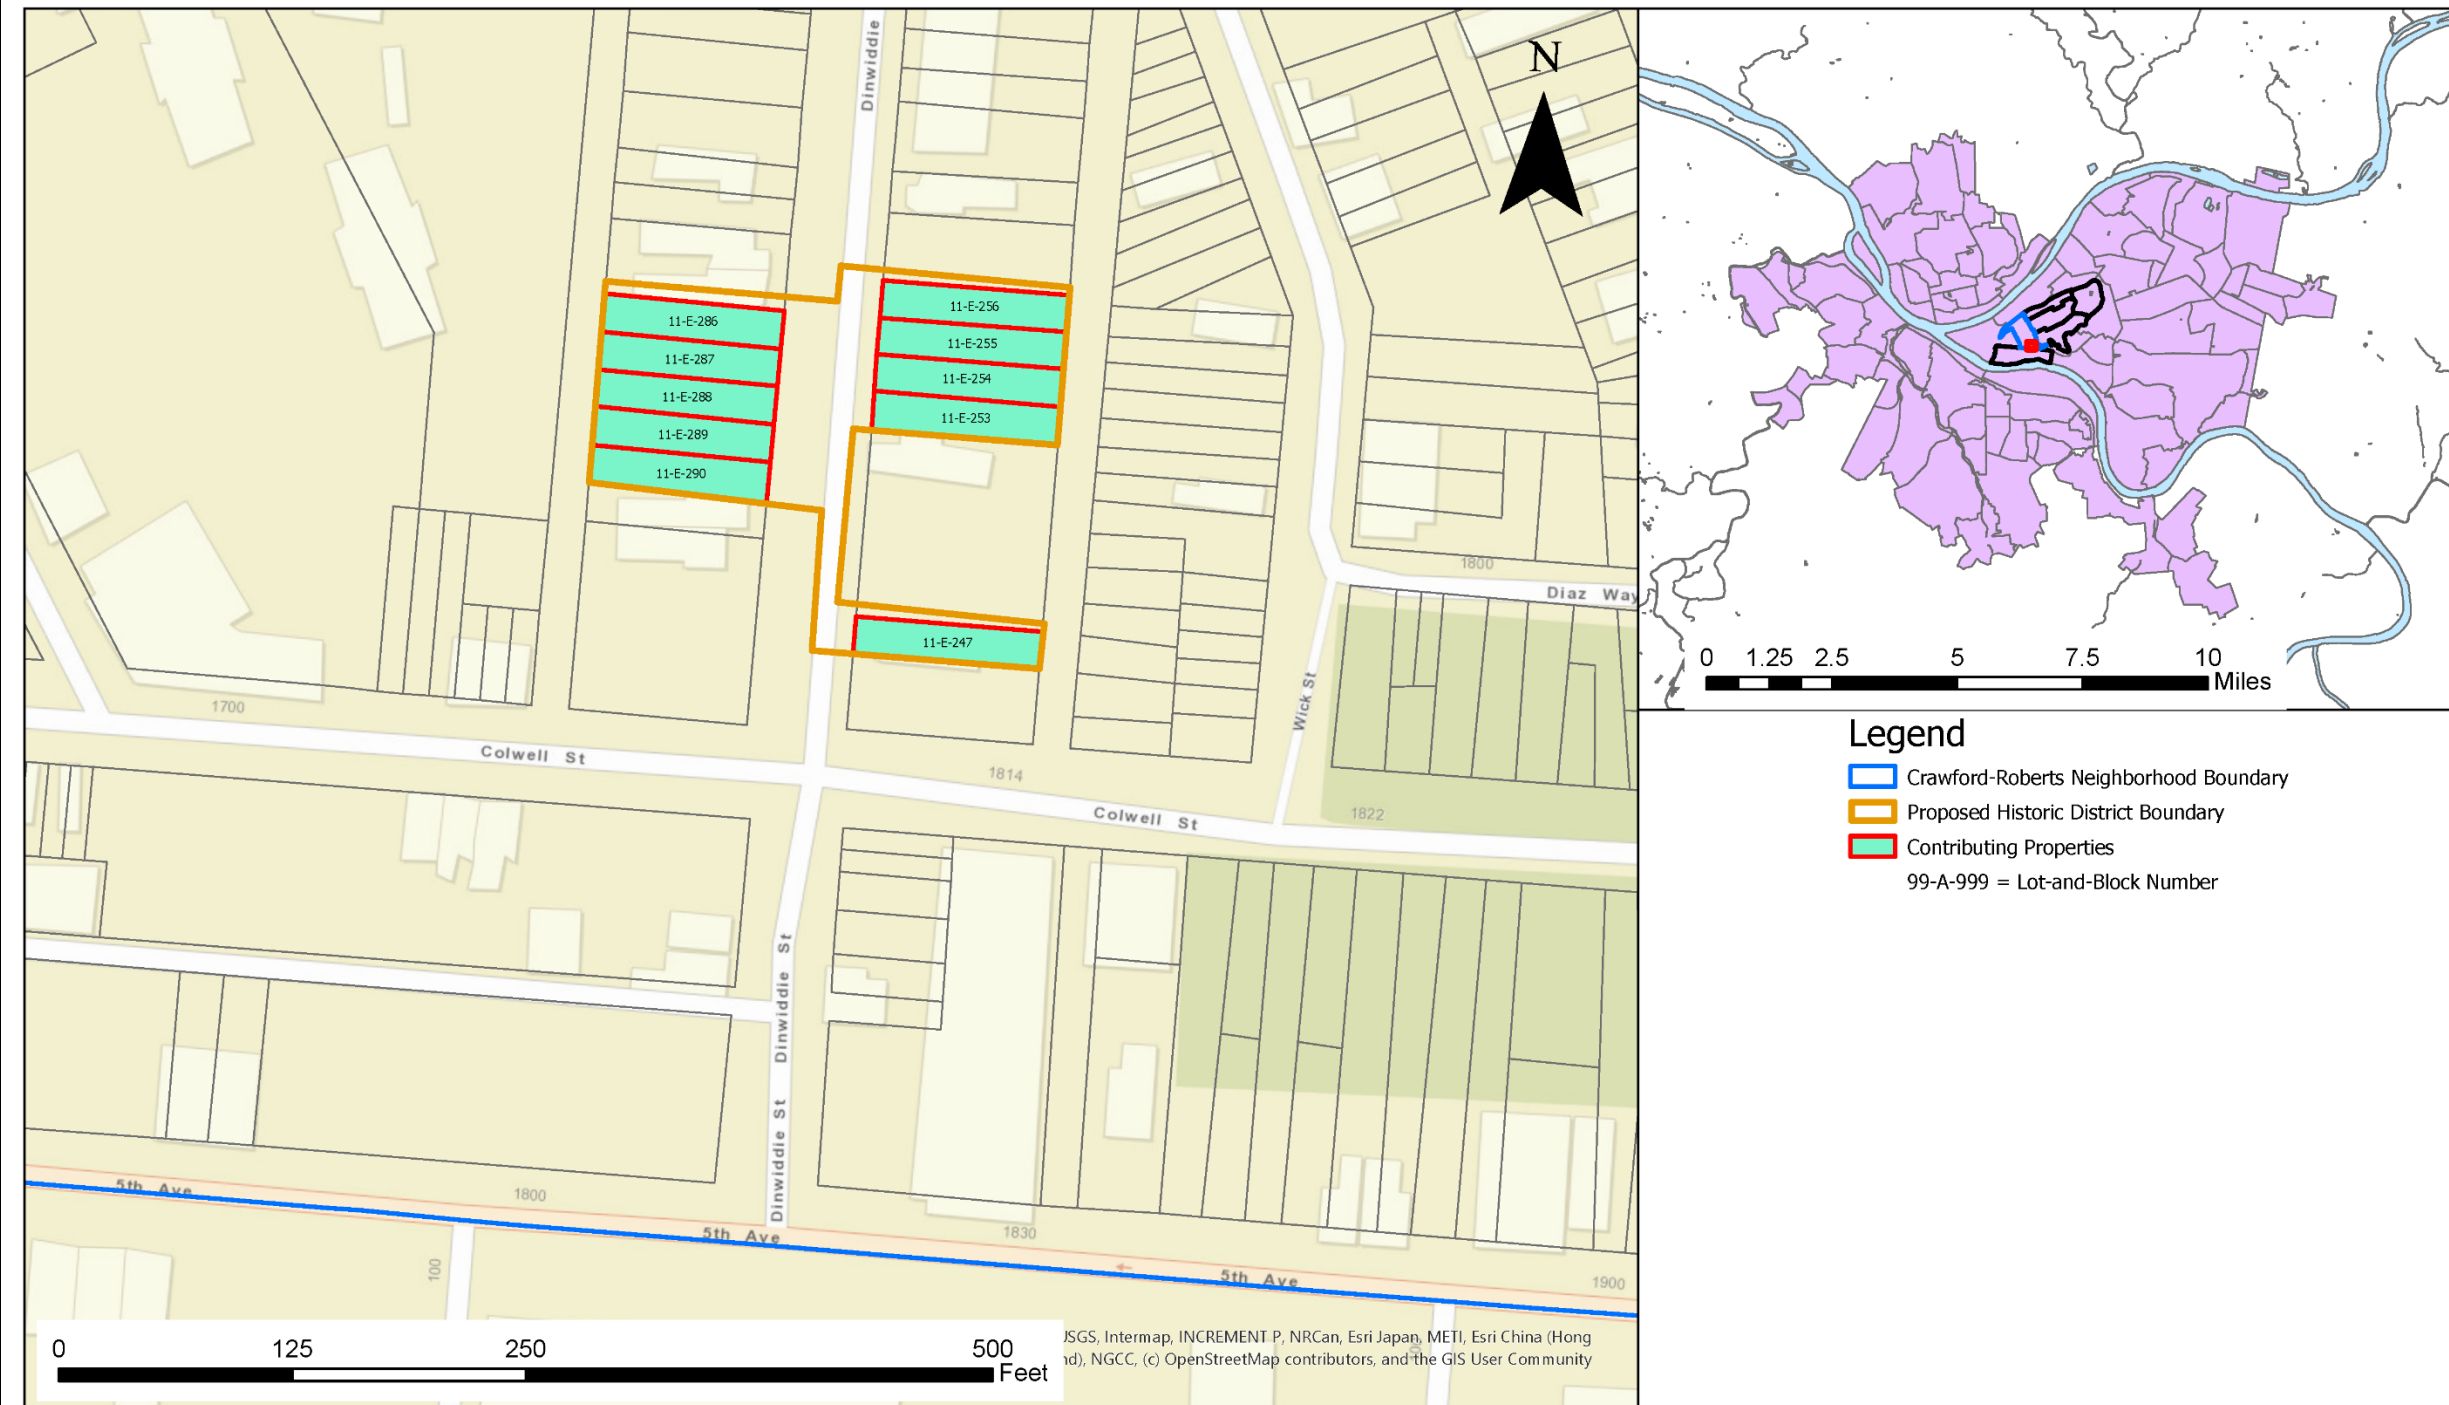 Dinwiddie
N
11-E-256
11-E-286
11-E-255
11-E-287
11-E-254
11-E-288
11-E-253
11-E-289
11-E-290
1800
Diaz Way
11-E-247
Wick St
1700
Colwell St
1814
1822
Colwell St
Dinwiddie St
Dinwiddie St
5th Ave
1800
5th Ave
1830
100
5th Ave
1900
0 125 250 500
Feet
USGS, Intermap, INCREMENT P, NRCan, Esri Japan, METI, Esri China (Hong
NGCC, (c) OpenStreetMap contributors, and the GIS User Community
0 1.25 2.5 5 7.5 10
Miles
Legend
Crawford-Roberts Neighborhood Boundary
Proposed Historic District Boundary
Contributing Properties
99-A-999 = Lot-and-Block Number